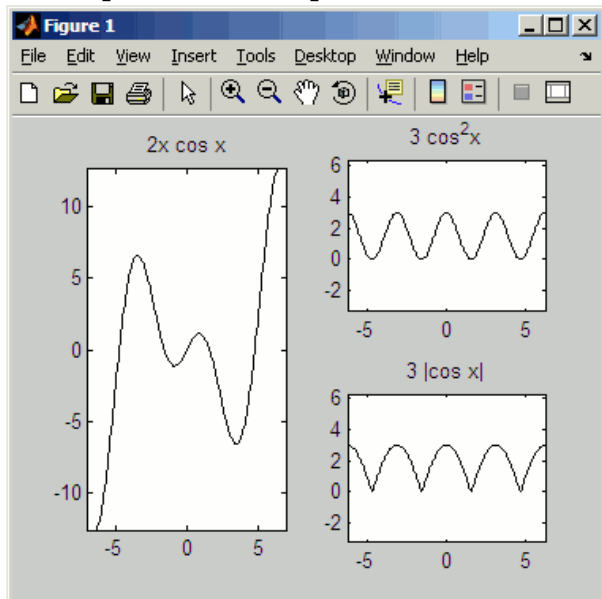 Figure 1
File Edit View Insert Tools Desktop Window Help
2x cos x
10
5
0
-5
-10
-5 0 5
3 cos²x
6
4
2
0
-2
-5 0 5
3 |cos x|
6
4
2
0
-2
-5 0 5